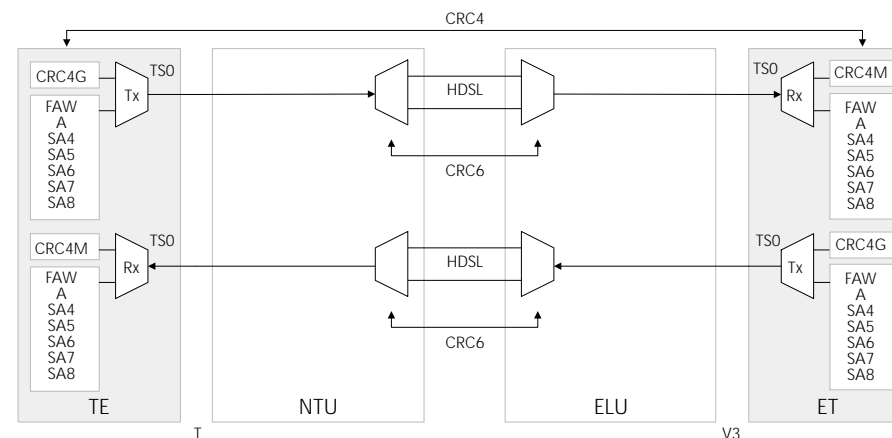 CRC4
CRC4G
TS0
Tx
FAW
A
SA4
SA5
SA6
SA7
SA8
HDSL
CRC6
TS0
Rx
CRC4M
FAW
A
SA4
SA5
SA6
SA7
SA8
CRC4M
TS0
Rx
FAW
A
SA4
SA5
SA6
SA7
SA8
HDSL
CRC6
TS0
Tx
CRC4G
FAW
A
SA4
SA5
SA6
SA7
SA8
TE
NTU
ELU
ET
T
V3